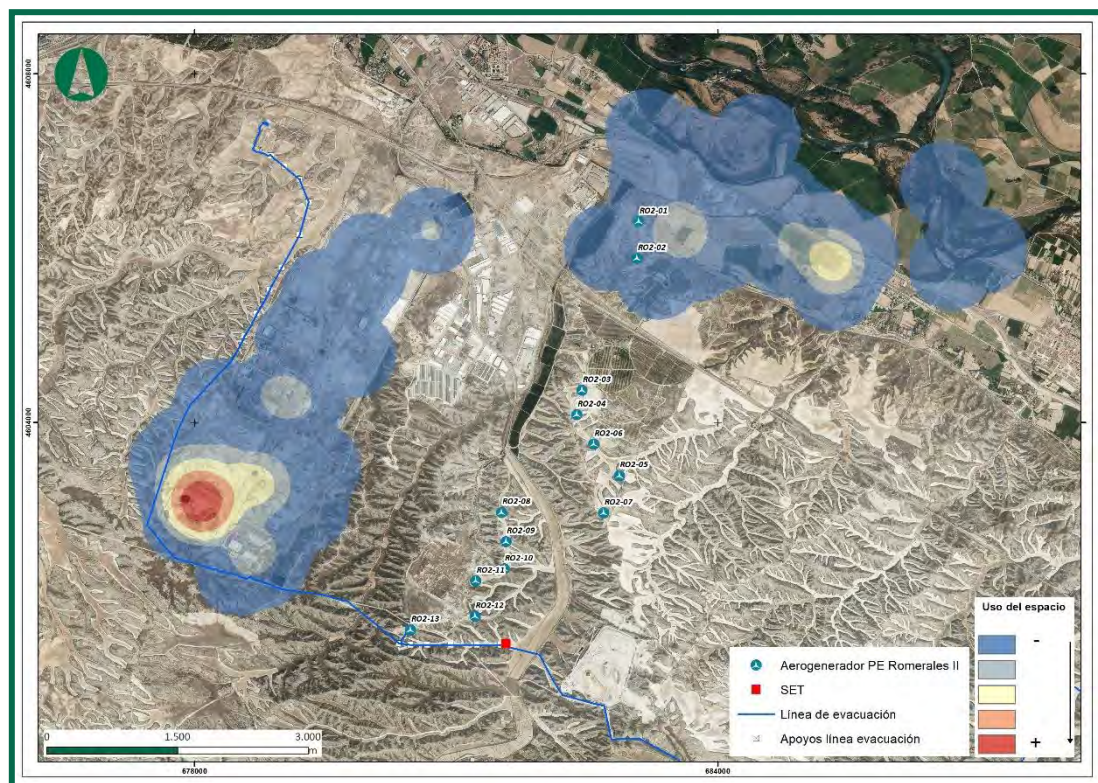 4608000
RO2-01
RO2-02
RO2-03
4604000
RO2-04
RO2-06
RO2-05
RO2-08
RO2-07
RO2-09
RO2-10
RO2-11
RO2-12
RO2-13
Uso del espacio
-
+
Aerogenerador PE Romerales II
SET
Línea de evacuación
Apoyos línea evacuación
0 1.500 3.000
m
678000 684000